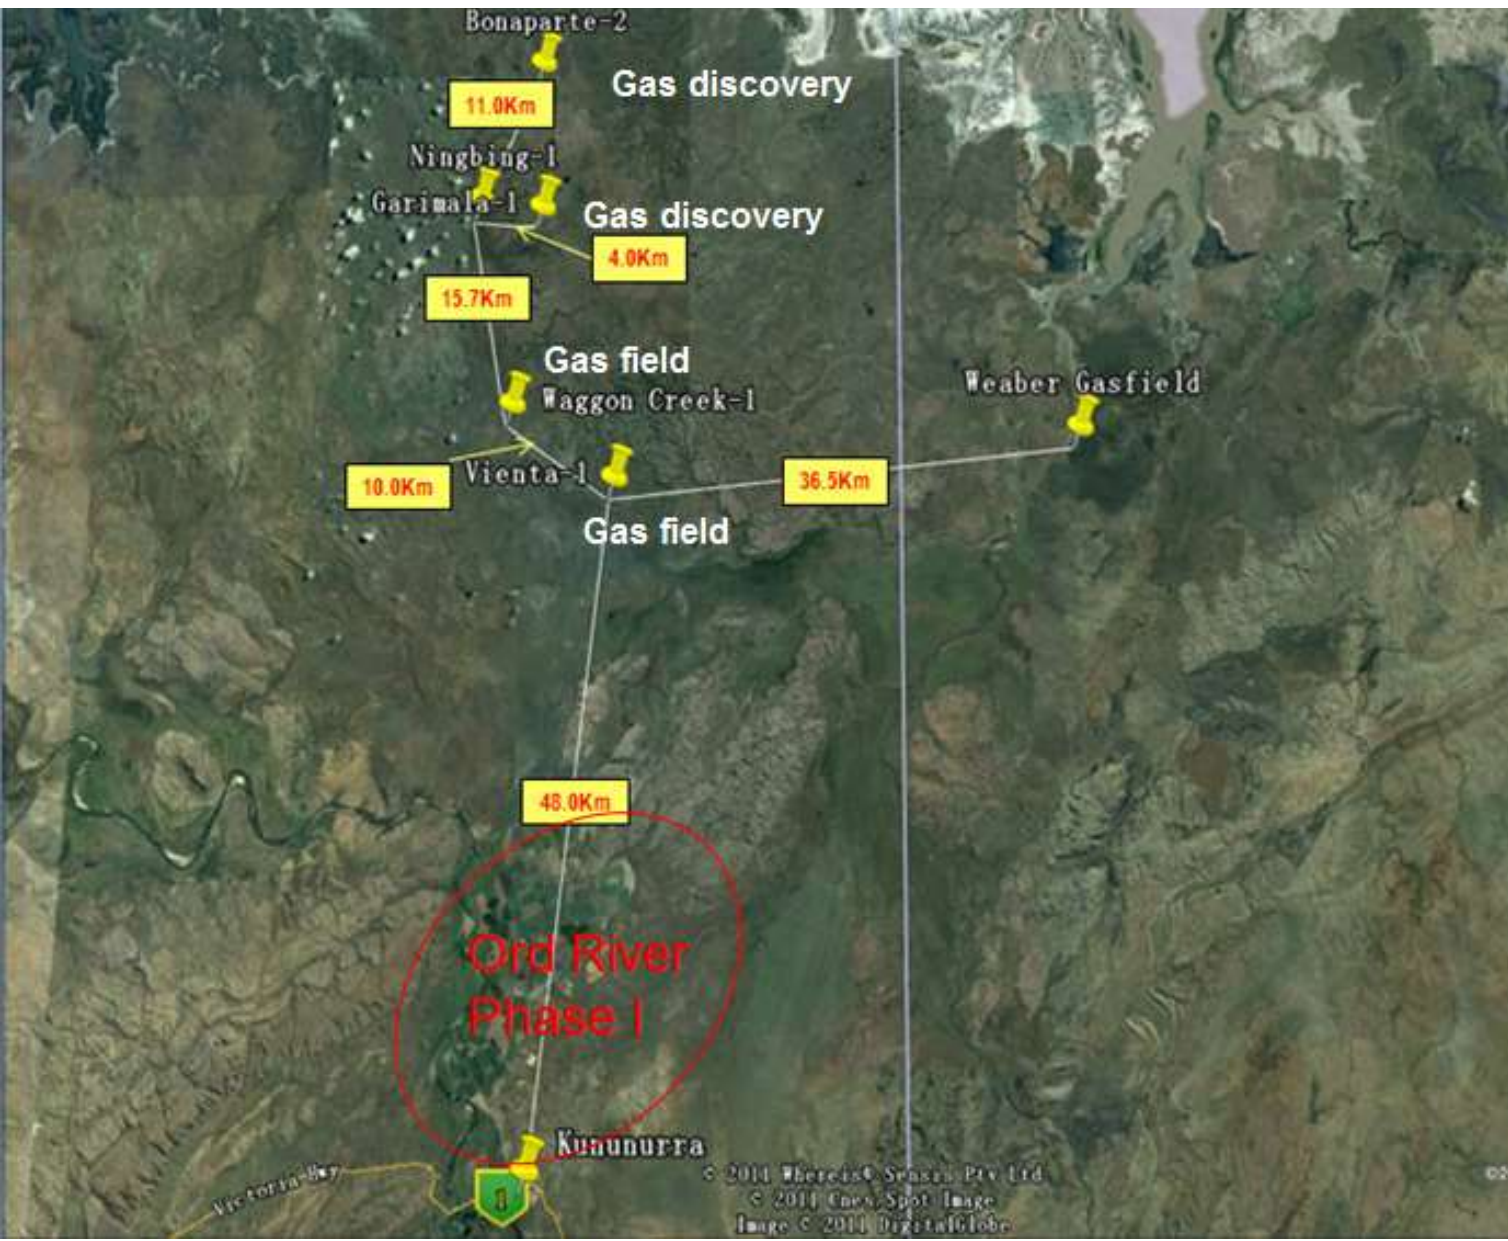 Bonaparte-2
Gas discovery
11.0Km
Ningbing-1
Garimala-1
Gas discovery
4.0Km
15.7Km
Gas field
Waggon Creek-1
Weaber Gasfield
10.0Km
Vienta-1
36.5Km
Gas field
48.0Km
Ord River
Phase I
Kununurra
Victoria Hwy
1
© 2011 Whereis® Sensis Pty Ltd
© 2011 Cnes/Spot Image
Image © 2011 DigitalGlobe